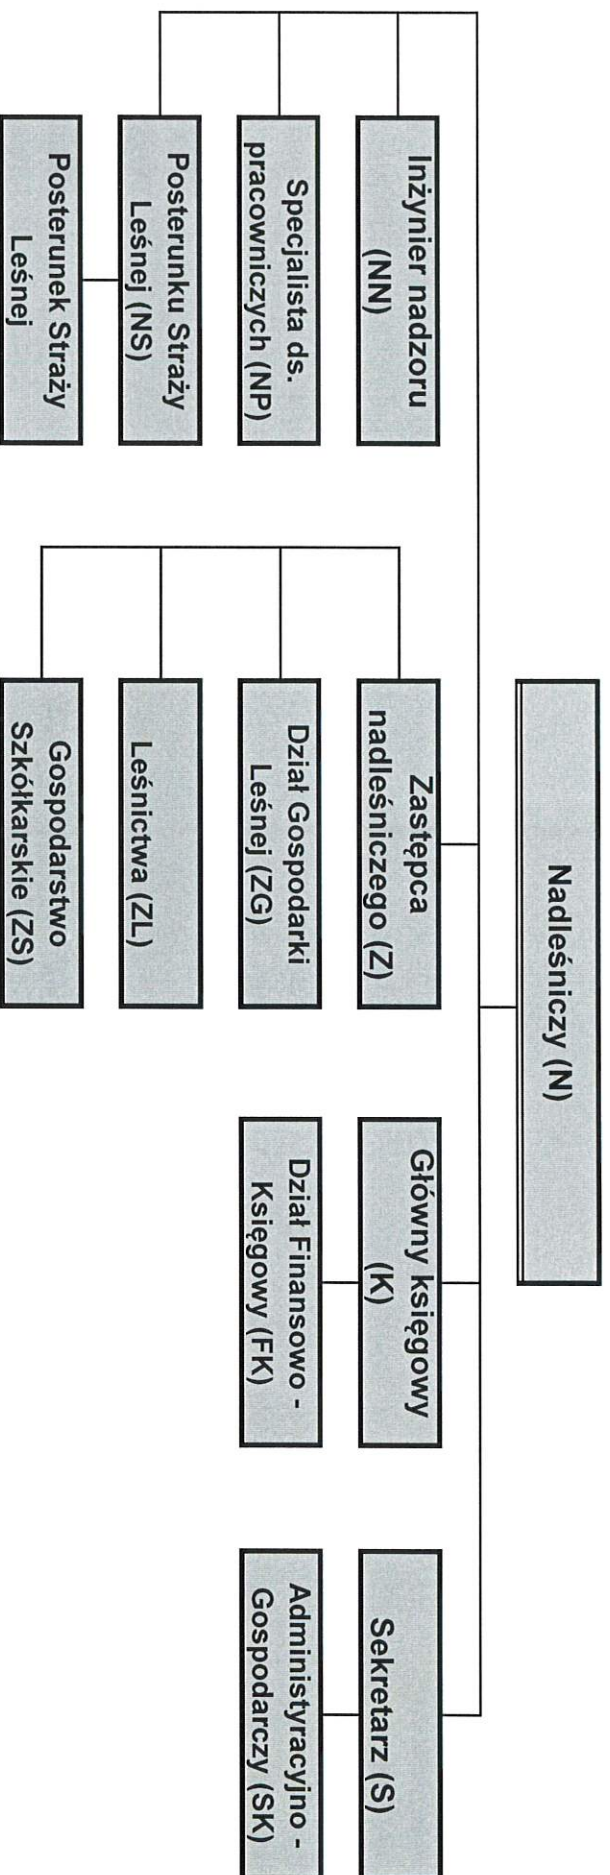 Nadleśniczy (N)
Inżynier nadzoru
(NN)
Specjalista ds.
pracowniczych (NP)
Posterunku Straży
Leśnej (NS)
Posterunek Straży
Leśnej
Zastępca
nadleśniczego (Z)
Dział Gospodarki
Leśnej (ZG)
Leśnictwa (ZL)
Gospodarstwo
Szkółkarskie (ZS)
Główny księgowy
(K)
Dział Finansowo -
Księgowy (FK)
Sekretarz (S)
Administyracyjno -
Gospodarczy (SK)